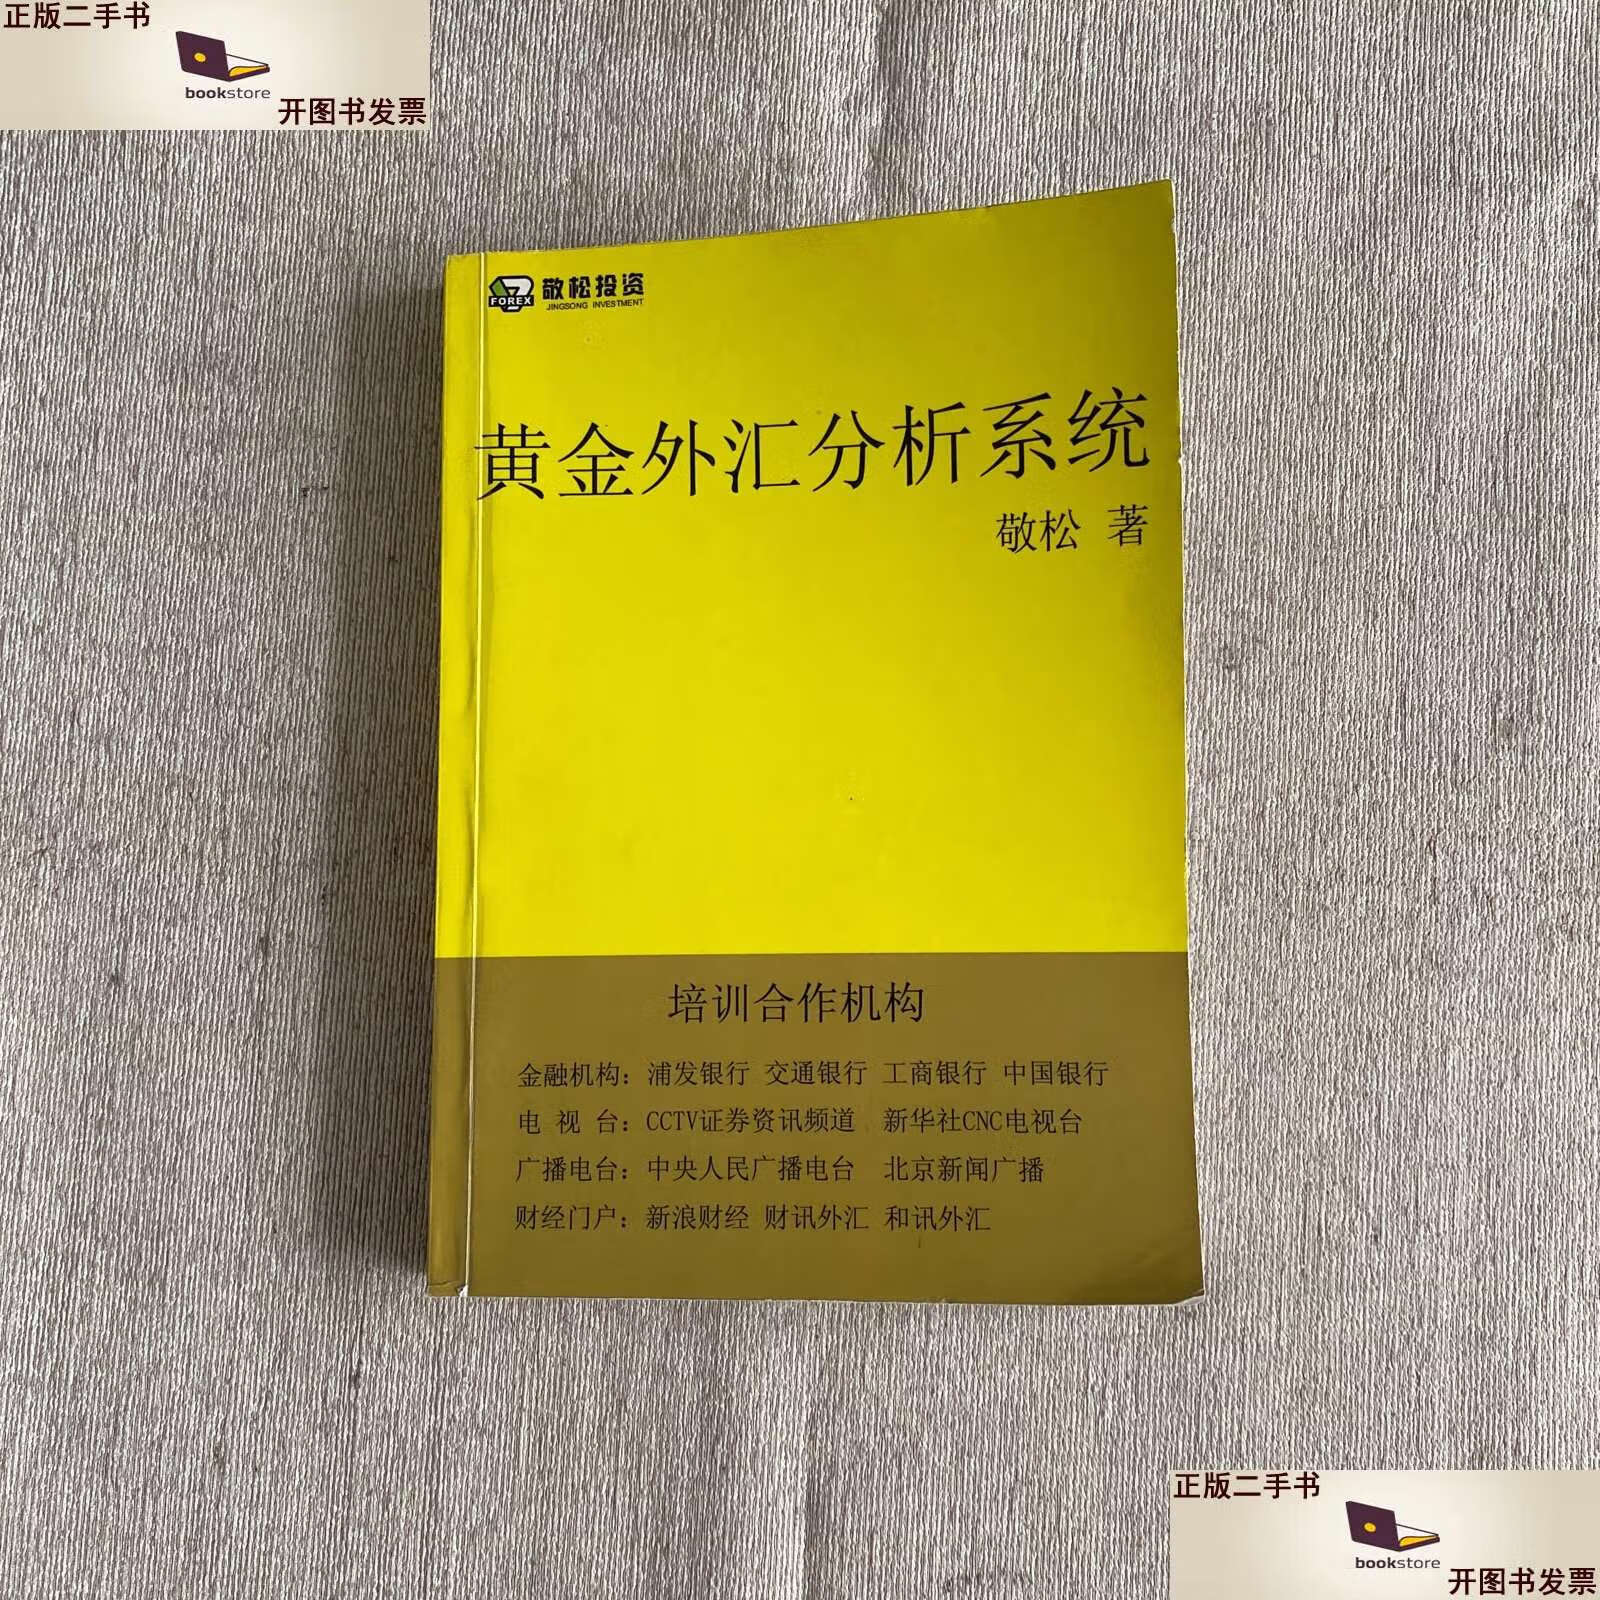 正版二手书
bookstore
开图书发票
FOREX
敬松投资
JINGSONG INVESTMENT
黄金外汇分析系统
敬松 著
培训合作机构
金融机构：浦发银行 交通银行 工商银行 中国银行
电 视 台：CCTV证券资讯频道 新华社CNC电视台
广播电台：中央人民广播电台 北京新闻广播
财经门户：新浪财经 财讯外汇 和讯外汇
正版二手书
bookstore
开图书发票